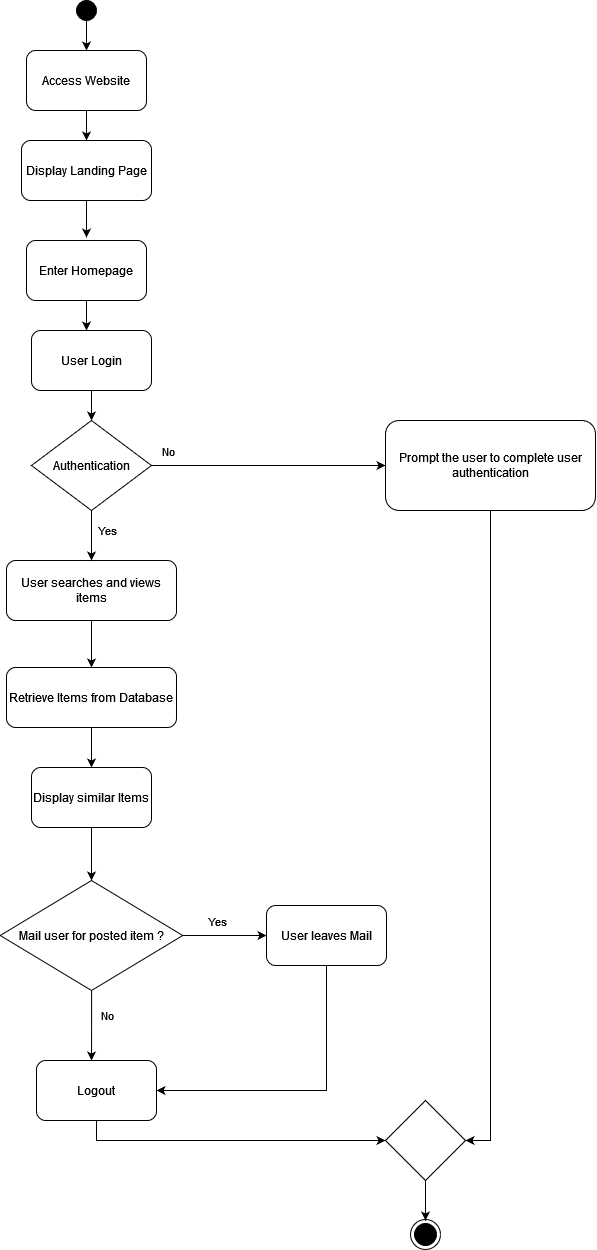 Access Website
Display Landing Page
Enter Homepage
User Login
Authentication
No
Prompt the user to complete user
authentication
Yes
User searches and views
items
Retrieve Items from Database
Display similar Items
Mail user for posted item ?
Yes
User leaves Mail
No
Logout